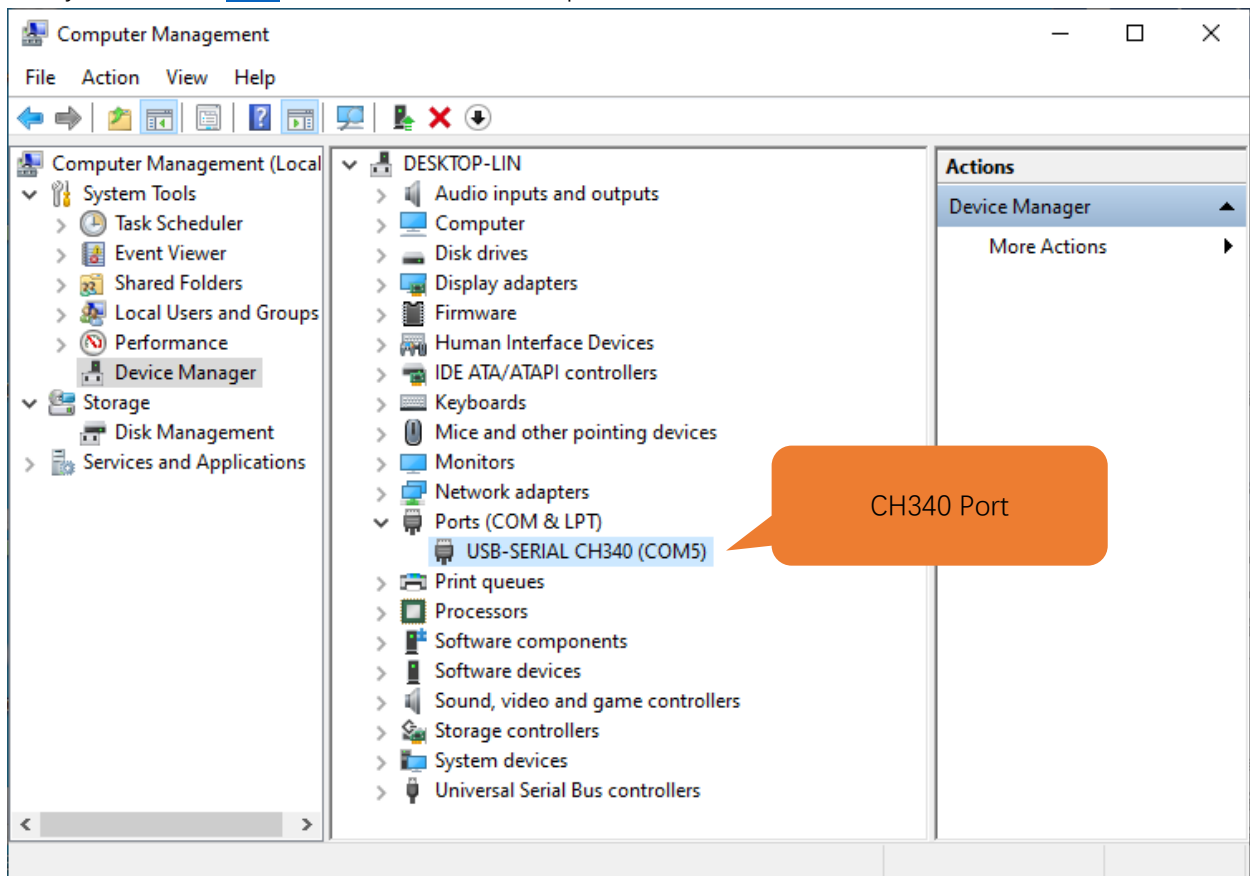 Computer Management
File Action View Help
Computer Management (Local
System Tools
Task Scheduler
Event Viewer
Shared Folders
Local Users and Groups
Performance
Device Manager
Storage
Disk Management
Services and Applications
DESKTOP-LIN
Audio inputs and outputs
Computer
Disk drives
Display adapters
Firmware
Human Interface Devices
IDE ATA/ATAPI controllers
Keyboards
Mice and other pointing devices
Monitors
Network adapters
Ports (COM & LPT)
USB-SERIAL CH340 (COM5)
Print queues
Processors
Software components
Software devices
Sound, video and game controllers
Storage controllers
System devices
Universal Serial Bus controllers
CH340 Port
Actions
Device Manager
More Actions